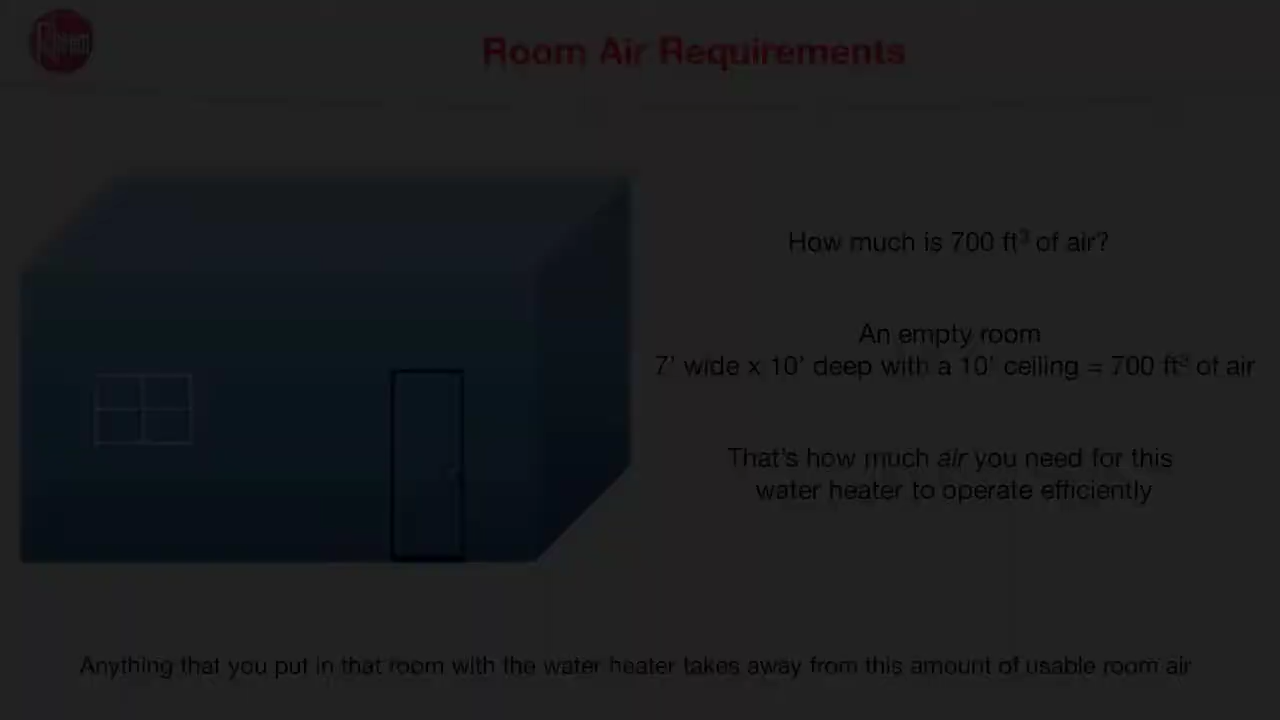 Rheem
Room Air Requirements
How much is 700 ft³ of air?
An empty room
7’ wide x 10’ deep with a 10’ ceiling = 700 ft³ of air
That’s how much air you need for this
water heater to operate efficiently
Anything that you put in that room with the water heater takes away from this amount of usable room air